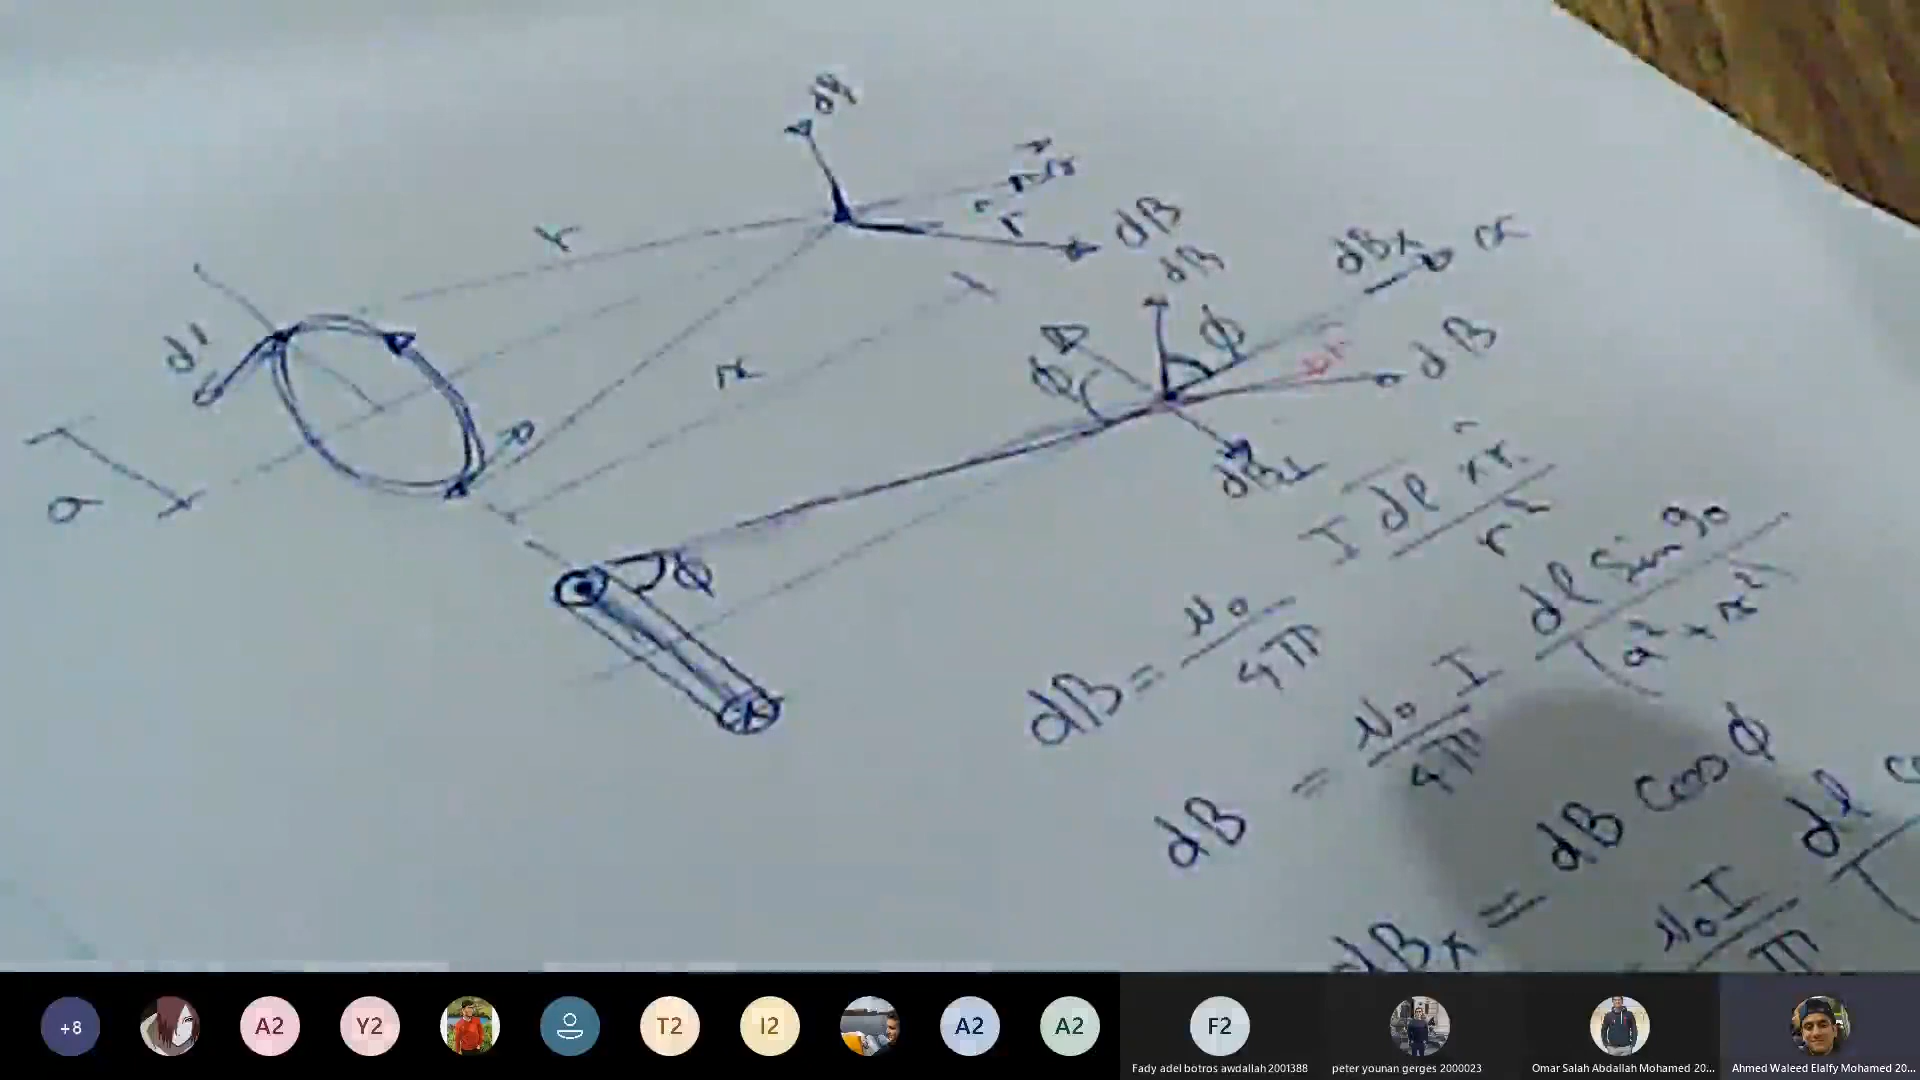 dB
r̂
r
dB
dB
dBx
x
dl
r
x
ϕ
ϕ
dB
a
dB⊥
ϕ
dB = μ₀/4π I dl × r̂/r²
dB = μ₀ I/4π dl sin 90/(a² + x²)
dBx = dB cos ϕ
μ₀ I/π dl
+8
A2
Y2
T2
I2
A2
A2
F2
Fady adel botros awdallah 2001388
peter younan gerges 2000023
Omar Salah Abdallah Mohamed 20...
Ahmed Waleed Elalfy Mohamed 20...